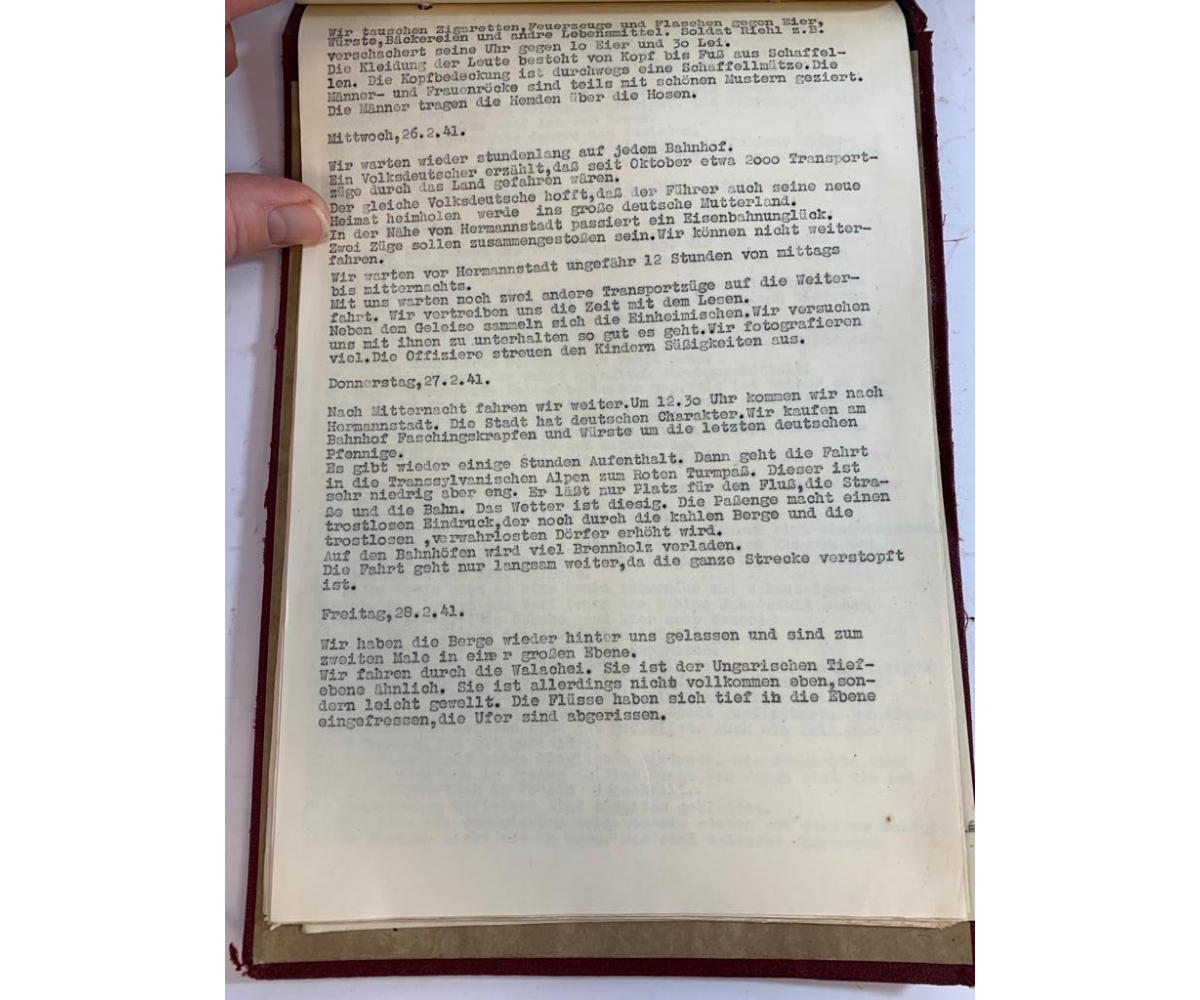 Wir tauschen Zigaretten,Feuerzeuge und Flaschen gegen Eier,
Würste,Bäckereien und andre Lebensmittel. Soldat Riehl z.B.
verschachert seine Uhr gegen 10 Eier und 30 Lei.
Die Kleidung der Leute besteht von Kopf bis Fuß aus Schaffel-
len. Die Kopfbedeckung ist durchwegs eine Schaffellmütze.Die
Männer- und Frauenröcke sind teils mit schönen Mustern geziert.
Die Männer tragen die Hemden über die Hosen.
Mittwoch,26.2.41.
Wir warten wieder stundenlang auf jedem Bahnhof.
Ein Volksdeutscher erzählt,daß seit Oktober etwa 2000 Transport-
züge durch das Land gefahren wären.
Der gleiche Volksdeutsche hofft,daß der Führer auch seine neue
Heimat heimholen werde ins große deutsche Mutterland.
In der Nähe von Hermannstadt passiert ein Eisenbahnunglück.
Zwei Züge sollen zusammengestoßen sein.Wir können nicht weiter-
fahren.
Wir warten vor Hermannstadt ungefähr 12 Stunden von mittags
bis mitternachts.
Mit uns warten noch zwei andere Transportzüge auf die Weiter-
fahrt. Wir vertreiben uns die Zeit mit dem Lesen.
Neben dem Geleise sammeln sich die Einheimischen.Wir versuchen
uns mit ihnen zu unterhalten so gut es geht.Wir fotografieren
viel.Die Offiziere streuen den Kindern Süßigkeiten aus.
Donnerstag,27.2.41.
Nach Mitternacht fahren wir weiter.Um 12.30 Uhr kommen wir nach
Hermannstadt. Die Stadt hat deutschen Charakter.Wir kaufen am
Bahnhof Faschingskrapfen und Würste um die letzten deutschen
Pfennige.
Es gibt wieder einige Stunden Aufenthalt. Dann geht die Fahrt
in die Transsylvanischen Alpen zum Roten Turmpaß. Dieser ist
sehr niedrig aber eng. Er läßt nur Platz für den Fluß,die Stra-
ße und die Bahn. Das Wetter ist diesig. Die Paßenge macht einen
trostlosen Eindruck,der noch durch die kahlen Berge und die
trostlosen ,verwahrlosten Dörfer erhöht wird.
Auf den Bahnhöfen wird viel Brennholz verladen.
Die Fahrt geht nur langsam weiter,da die ganze Strecke verstopft
ist.
Freitag,28.2.41.
Wir haben die Berge wieder hinter uns gelassen und sind zum
zweiten Male in einer großen Ebene.
Wir fahren durch die Walachei. Sie ist der Ungarischen Tief-
ebene ähnlich. Sie ist allerdings nicht vollkommen eben,son-
dern leicht gewellt. Die Flüsse haben sich tief in die Ebene
eingefressen,die Ufer sind abgerissen.